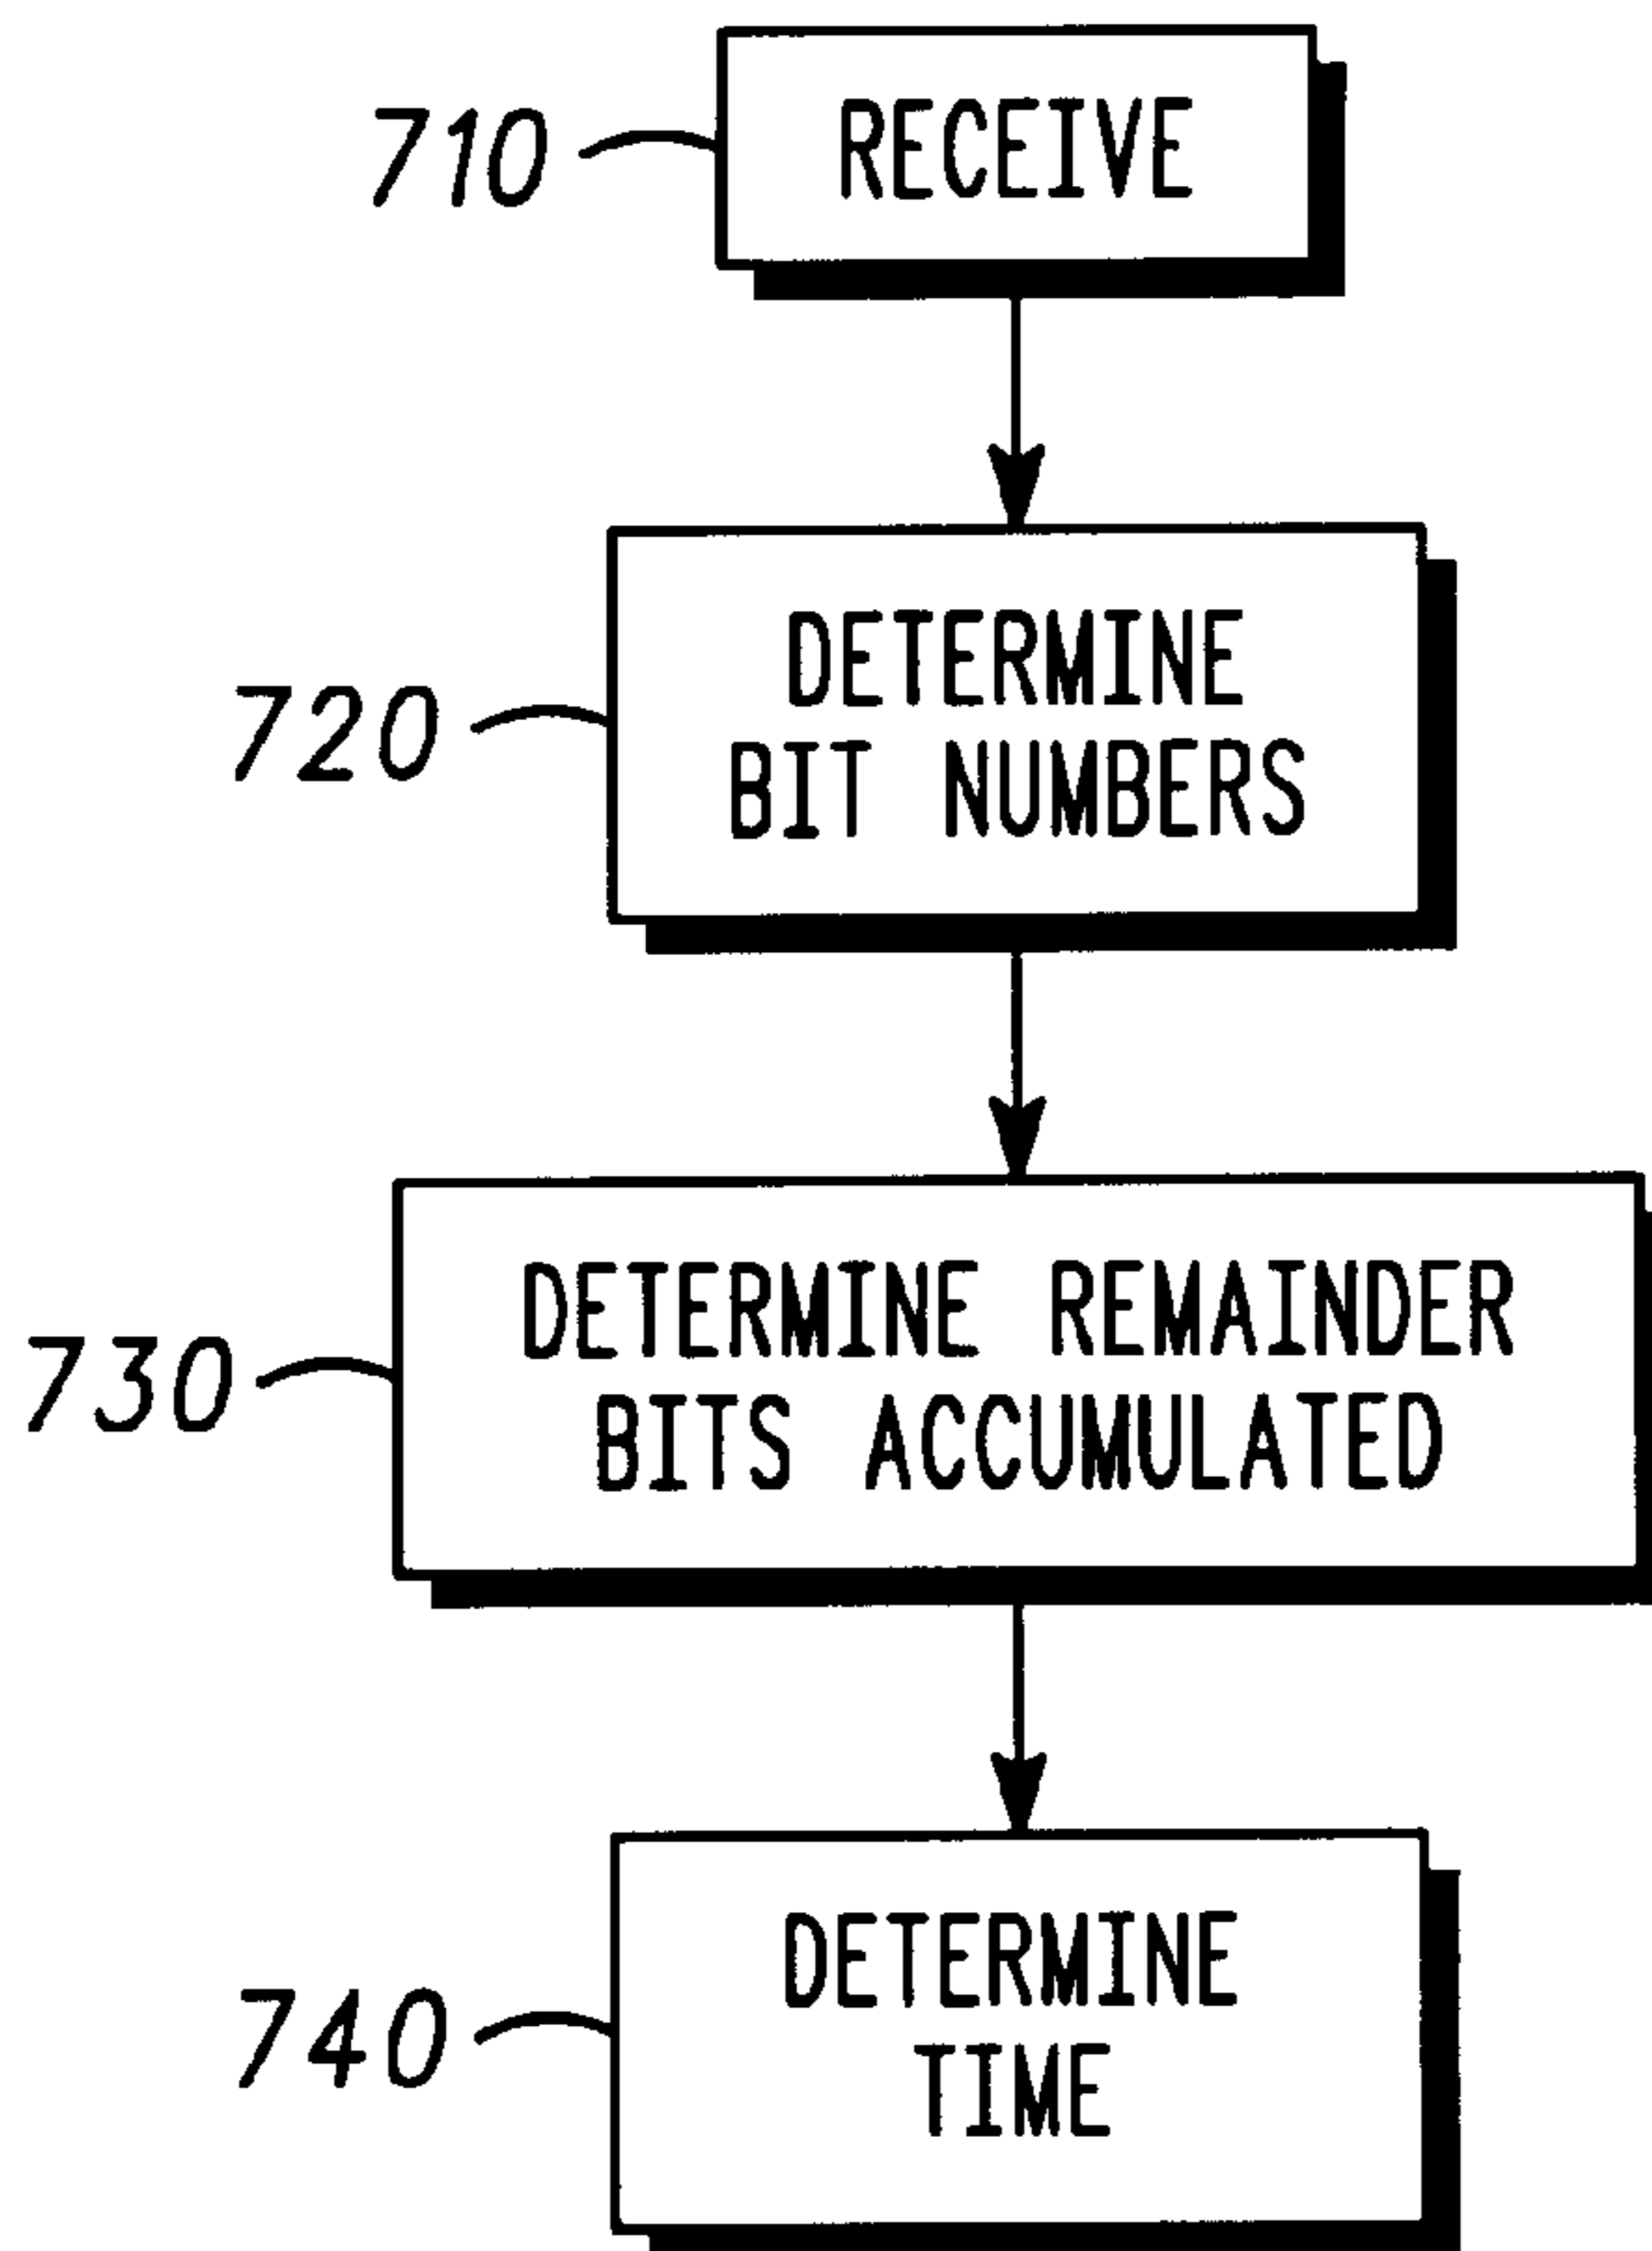 710
RECEIVE
720
DETERMINE
BIT NUMBERS
730
DETERMINE REMAINDER
BITS ACCUMULATED
740
DETERMINE
TIME